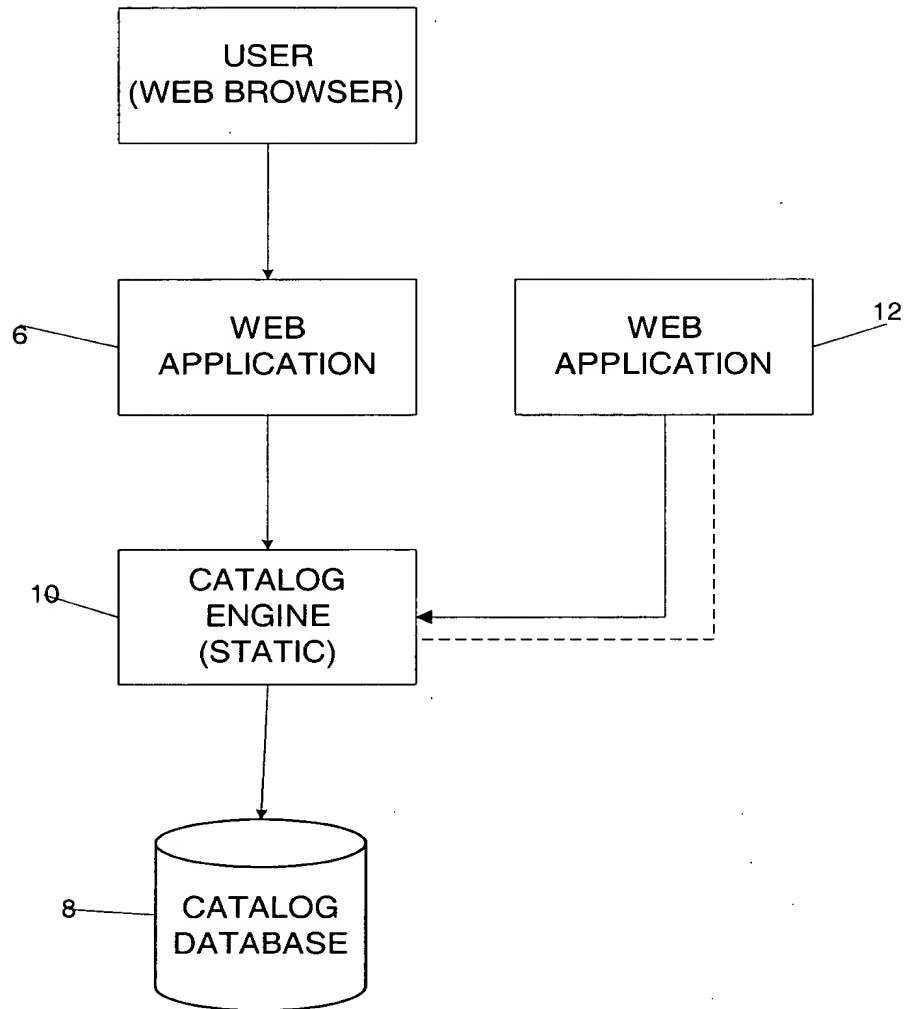 USER
(WEB BROWSER)
6
WEB
APPLICATION
WEB
APPLICATION
12
10
CATALOG
ENGINE
(STATIC)
8
CATALOG
DATABASE